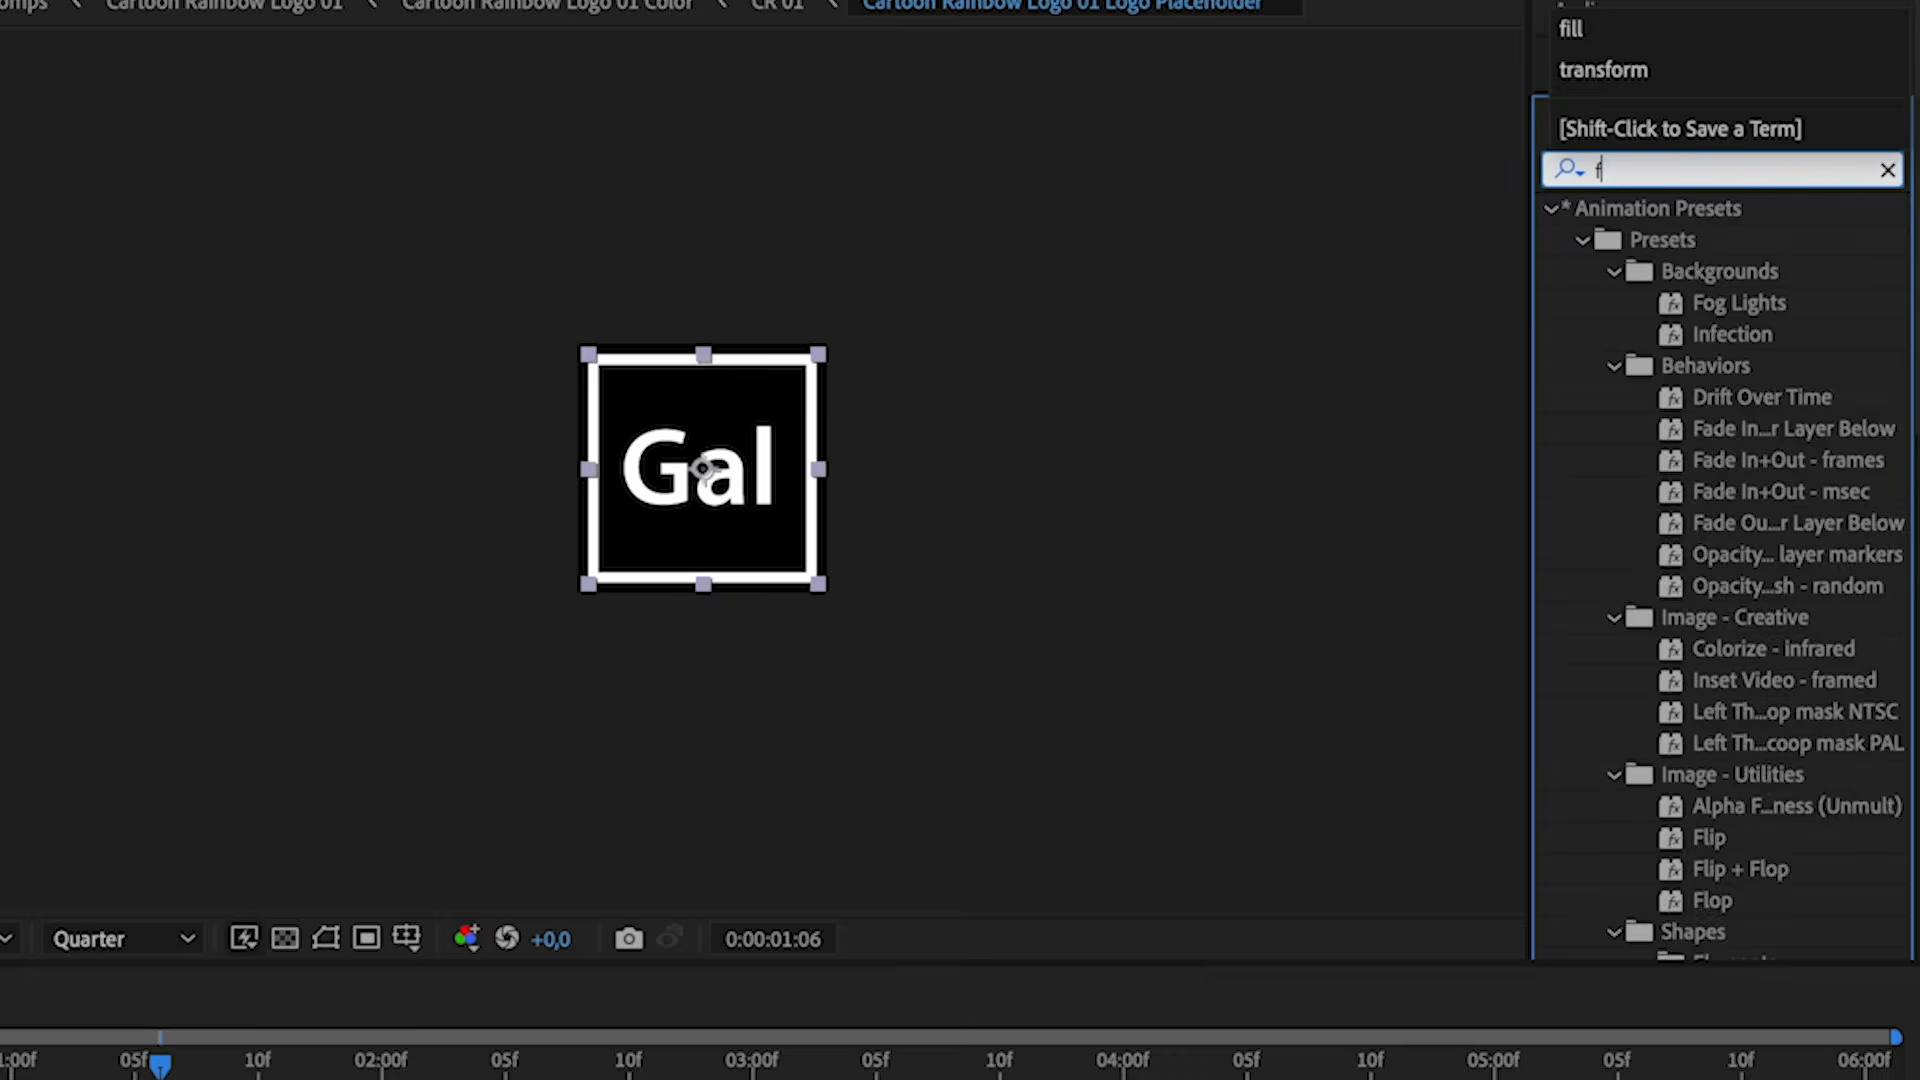 omps
Cartoon Rainbow Logo 01
Cartoon Rainbow Logo 01 Color
CR 01
Cartoon Rainbow Logo 01 Logo Placeholder
fill
transform
[Shift-Click to Save a Term]
f
* Animation Presets
Presets
Backgrounds
Fog Lights
Infection
Behaviors
Drift Over Time
Fade In...r Layer Below
Fade In+Out - frames
Fade In+Out - msec
Fade Ou...r Layer Below
Opacity... layer markers
Opacity...sh - random
Image - Creative
Colorize - infrared
Inset Video - framed
Left Th...op mask NTSC
Left Th...coop mask PAL
Image - Utilities
Alpha F...ness (Unmult)
Flip
Flip + Flop
Flop
Shapes
Gal
Quarter
+0,0
0:00:01:06
1:00f 05f 10f 02:00f 05f 10f 03:00f 05f 10f 04:00f 05f 10f 05:00f 05f 10f 06:00f